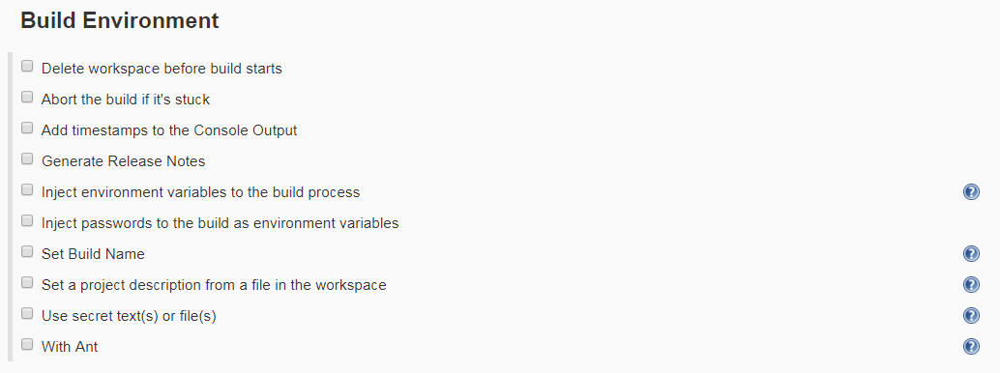 Build Environment
Delete workspace before build starts
Abort the build if it's stuck
Add timestamps to the Console Output
Generate Release Notes
Inject environment variables to the build process
?
Inject passwords to the build as environment variables
Set Build Name
?
Set a project description from a file in the workspace
?
Use secret text(s) or file(s)
?
With Ant
?